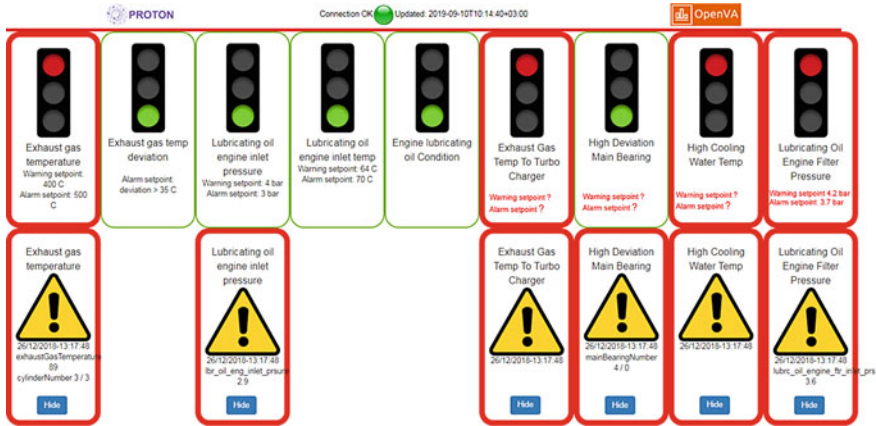 PROTON
Connection OK Updated: 2019-09-10T10:14:40+03:00
OpenVA
Exhaust gas
temperature
Warning setpoint:
400 C
Alarm setpoint: 500
C
Exhaust gas temp
deviation
Alarm setpoint:
deviation > 35 C
Lubricating oil
engine inlet
pressure
Warning setpoint: 4 bar
Alarm setpoint: 3 bar
Lubricating oil
engine inlet temp
Warning setpoint: 64 C
Alarm setpoint: 70 C
Engine lubricating
oil Condition
Exhaust Gas
Temp To Turbo
Charger
Warning setpoint ?
Alarm setpoint ?
High Deviation
Main Bearing
Warning setpoint ?
Alarm setpoint ?
High Cooling
Water Temp
Warning setpoint ?
Alarm setpoint ?
Lubricating Oil
Engine Filter
Pressure
Warning setpoint 4.2 bar
Alarm setpoint 3.7 bar
Exhaust gas
temperature
26/12/2018-13:17:48
exhaustGasTemperature
89
cylinderNumber 3 / 3
Hide
Lubricating oil
engine inlet
pressure
26/12/2018-13:17:48
lbr_oil_eng_inlet_prsure
2.9
Hide
Exhaust Gas
Temp To Turbo
Charger
26/12/2018-13:17:48
Hide
High Deviation
Main Bearing
26/12/2018-13:17:48
mainBearingNumber
4 / 0
Hide
High Cooling
Water Temp
26/12/2018-13:17:48
Hide
Lubricating Oil
Engine Filter
Pressure
26/12/2018-13:17:48
lubrc_oil_engine_ftr_inlet_prs
3.6
Hide